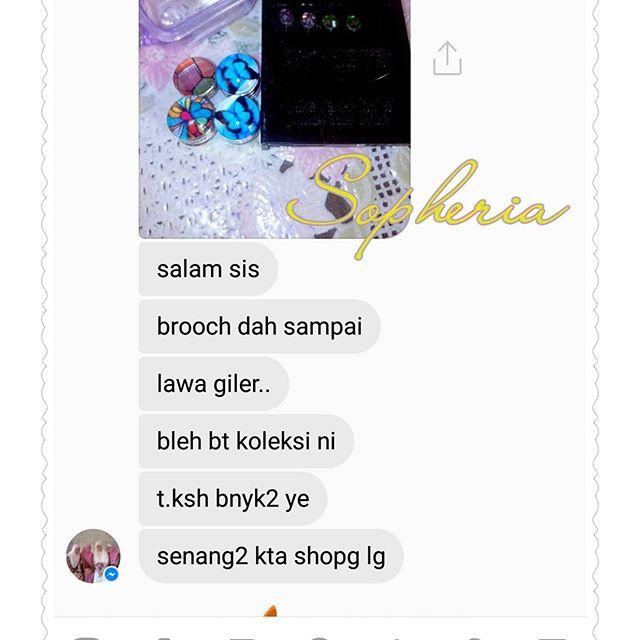 Sopheria
salam sis
brooch dah sampai
lawa giler..
bleh bt koleksi ni
t.ksh bnyk2 ye
senang2 kta shopg lg